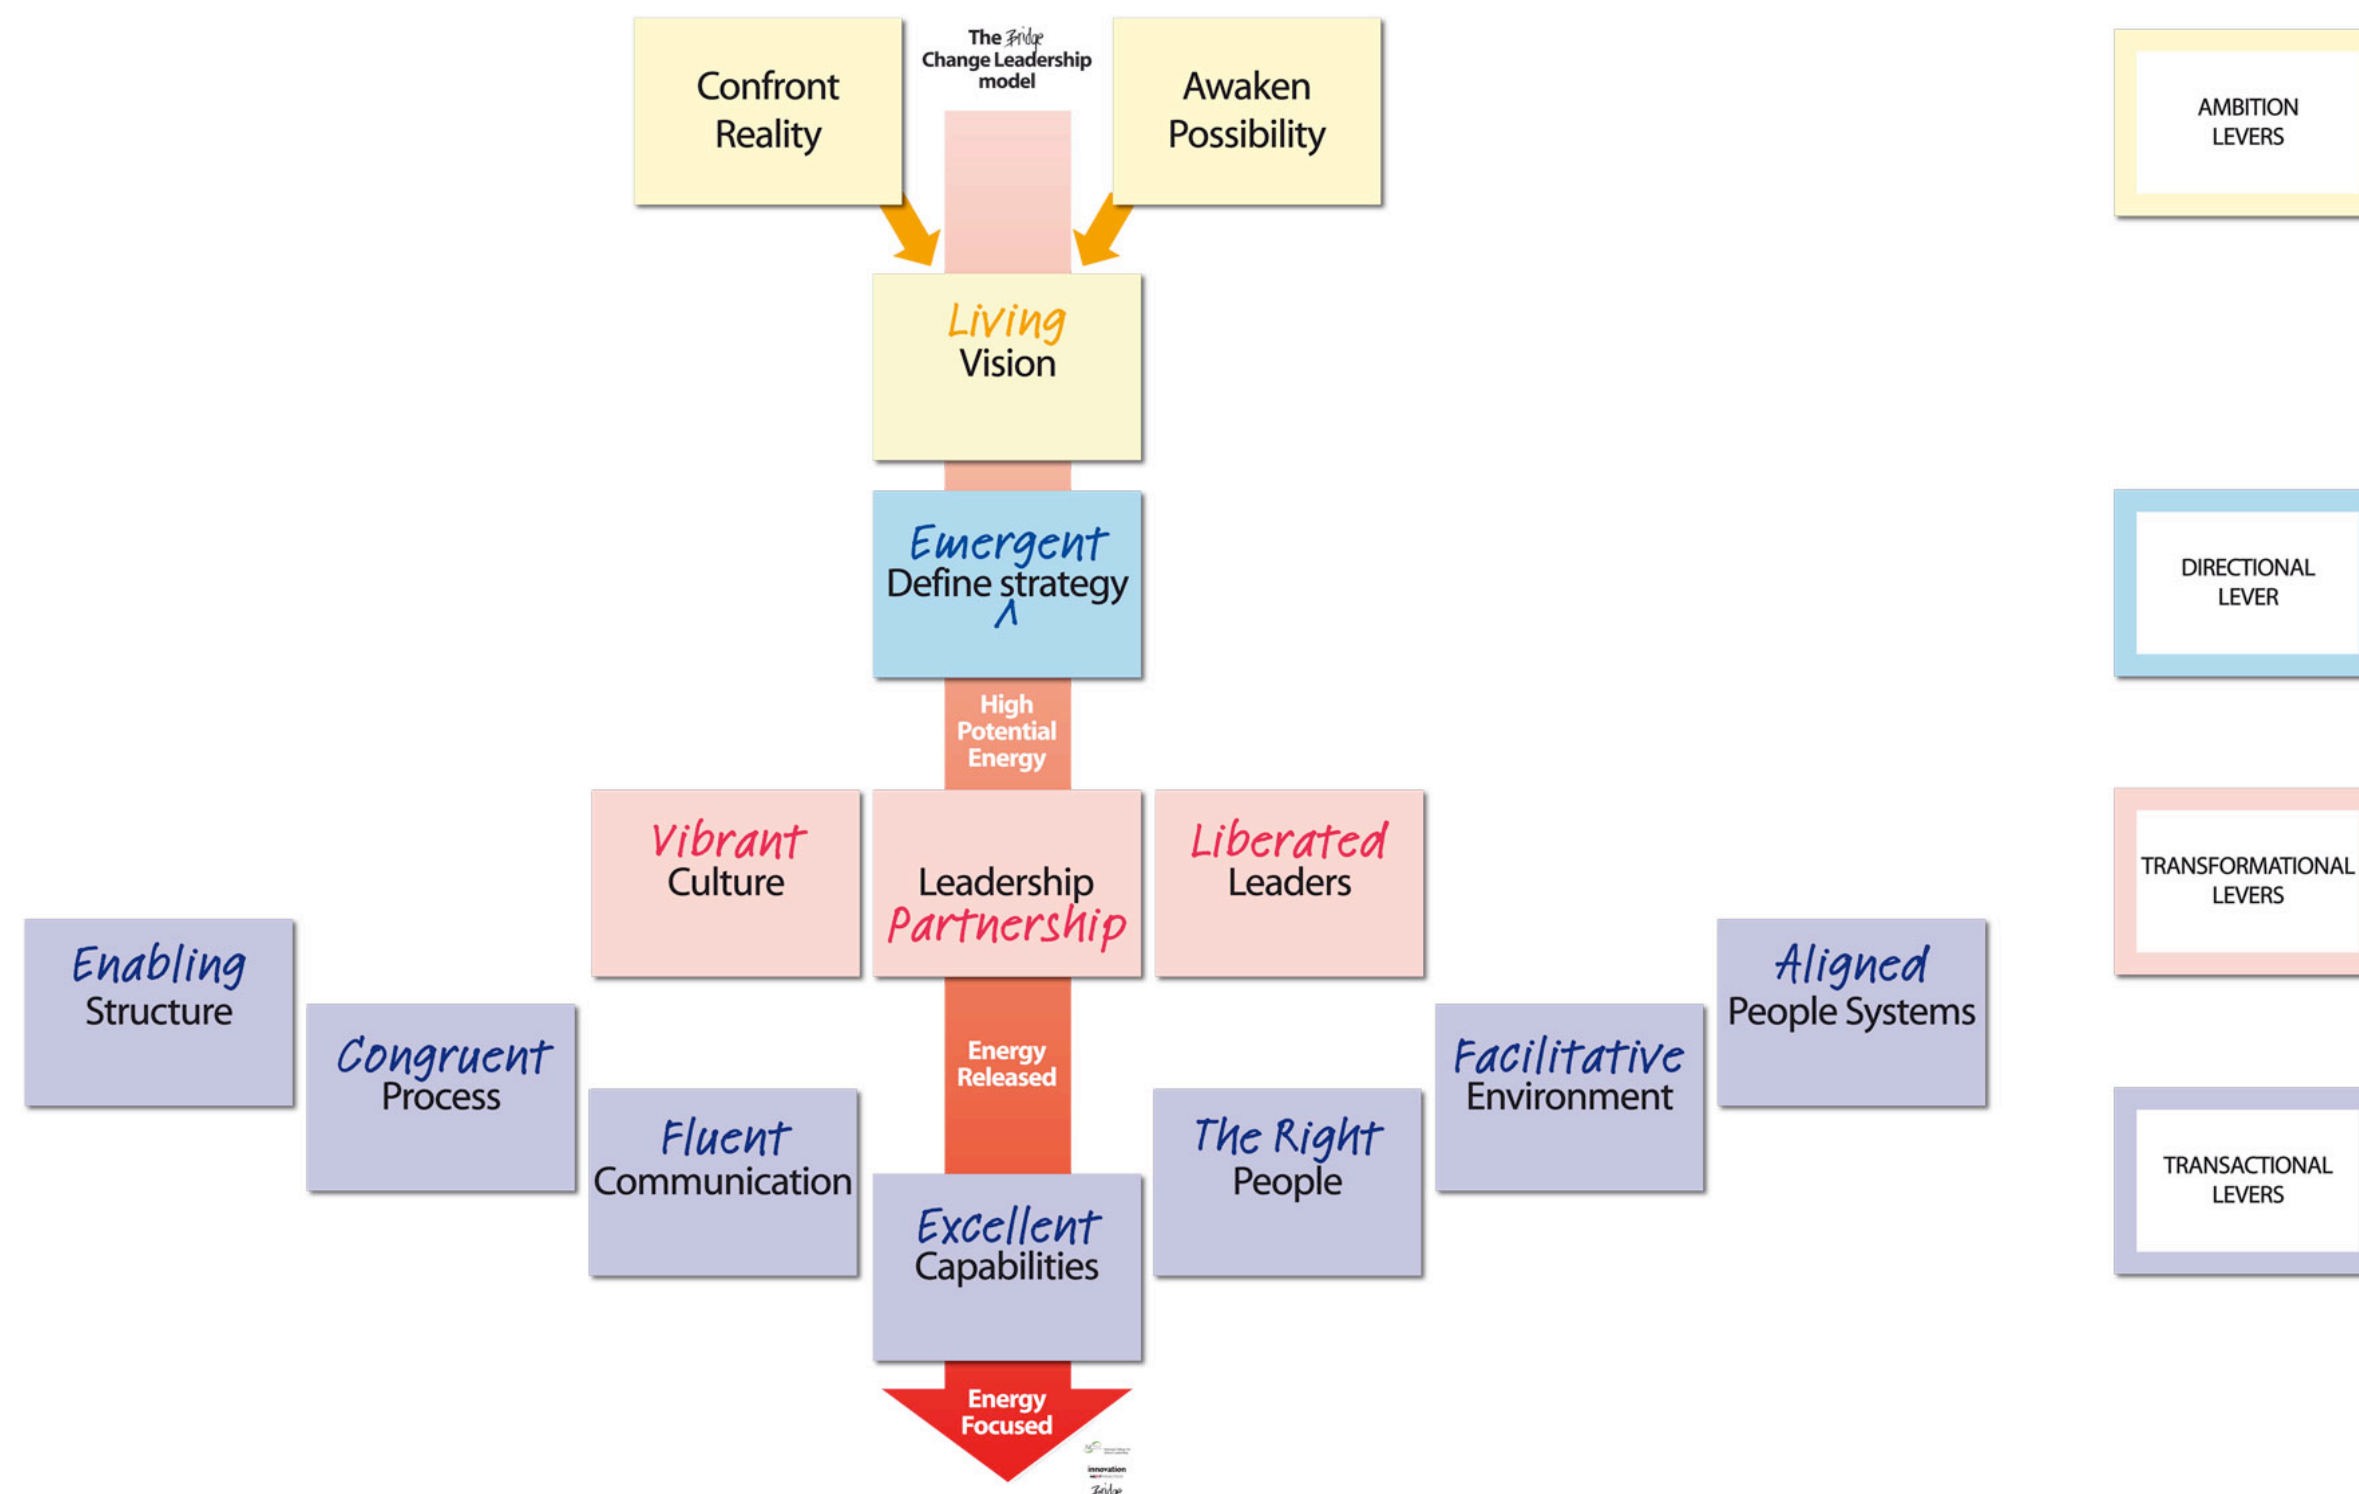 The Bridge
Change Leadership
model
Confront
Reality
Awaken
Possibility
AMBITION
LEVERS
Living
Vision
Emergent
Define strategy
DIRECTIONAL
LEVER
High
Potential
Energy
Vibrant
Culture
Leadership
Partnership
Liberated
Leaders
TRANSFORMATIONAL
LEVERS
Enabling
Structure
Congruent
Process
Fluent
Communication
Energy
Released
Excellent
Capabilities
The Right
People
Facilitative
Environment
Aligned
People Systems
TRANSACTIONAL
LEVERS
Energy
Focused
innovation
Bridge